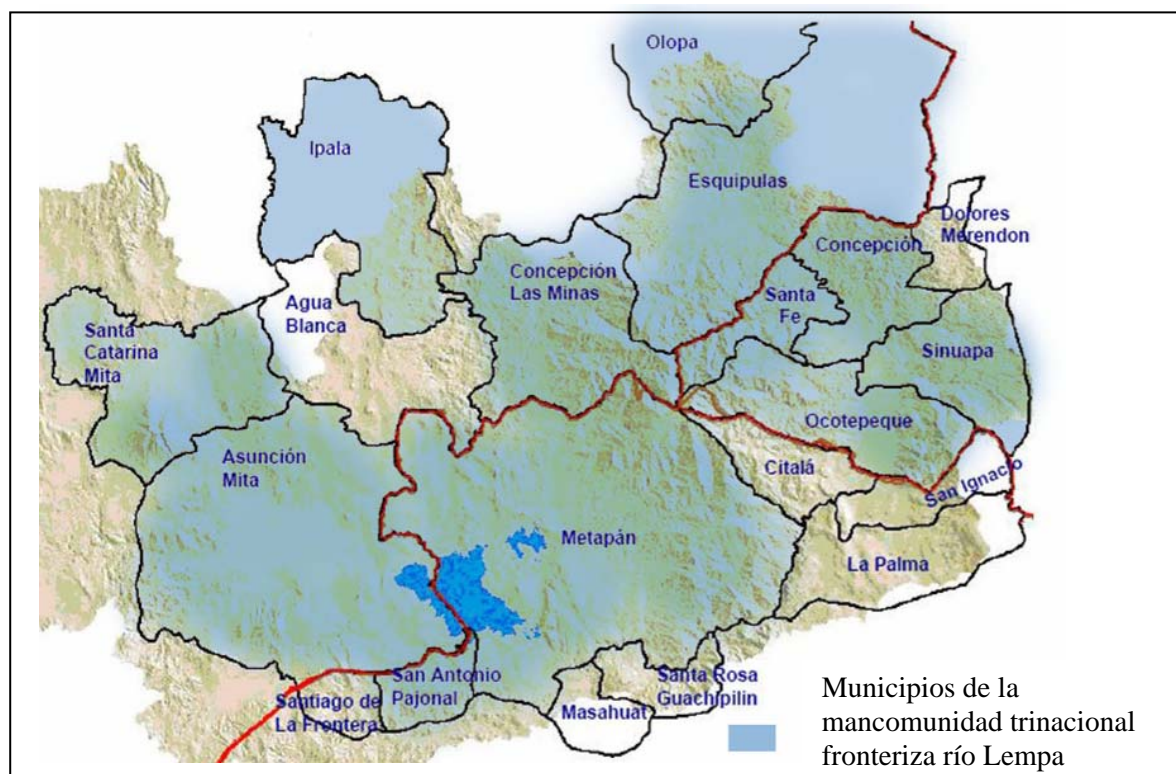 Olopa
Ipala
Esquipulas
Dolores
Merendon
Concepción
Concepción
Las Minas
Agua
Blanca
Santa
Fe
Santa
Catarina
Mita
Sinuapa
Ocotepeque
Asunción
Mita
Citalá
San Ignacio
Metapán
La Palma
San Antonio
Pajonal
Santa Rosa
Guachipilin
Santiago de
La Frontera
Masahuat
Municipios de la
mancomunidad trinacional
fronteriza río Lempa